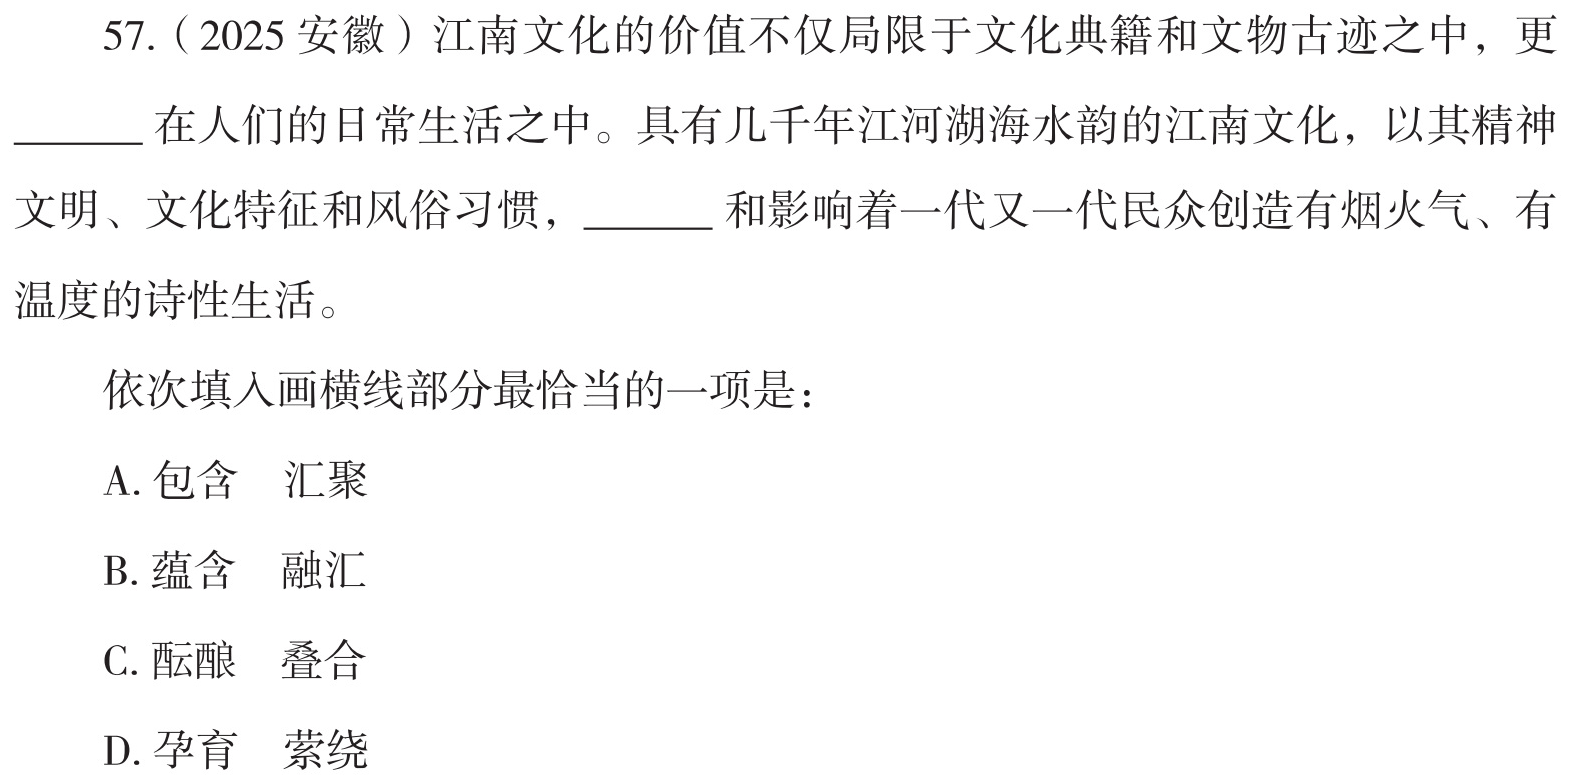 57.（2025 安徽）江南文化的价值不仅局限于文化典籍和文物古迹之中，更
______ 在人们的日常生活之中。具有几千年江河湖海水韵的江南文化，以其精神
文明、文化特征和风俗习惯，______ 和影响着一代又一代民众创造有烟火气、有
温度的诗性生活。
依次填入画横线部分最恰当的一项是：
A. 包含　汇聚
B. 蕴含　融汇
C. 酝酿　叠合
D. 孕育　萦绕